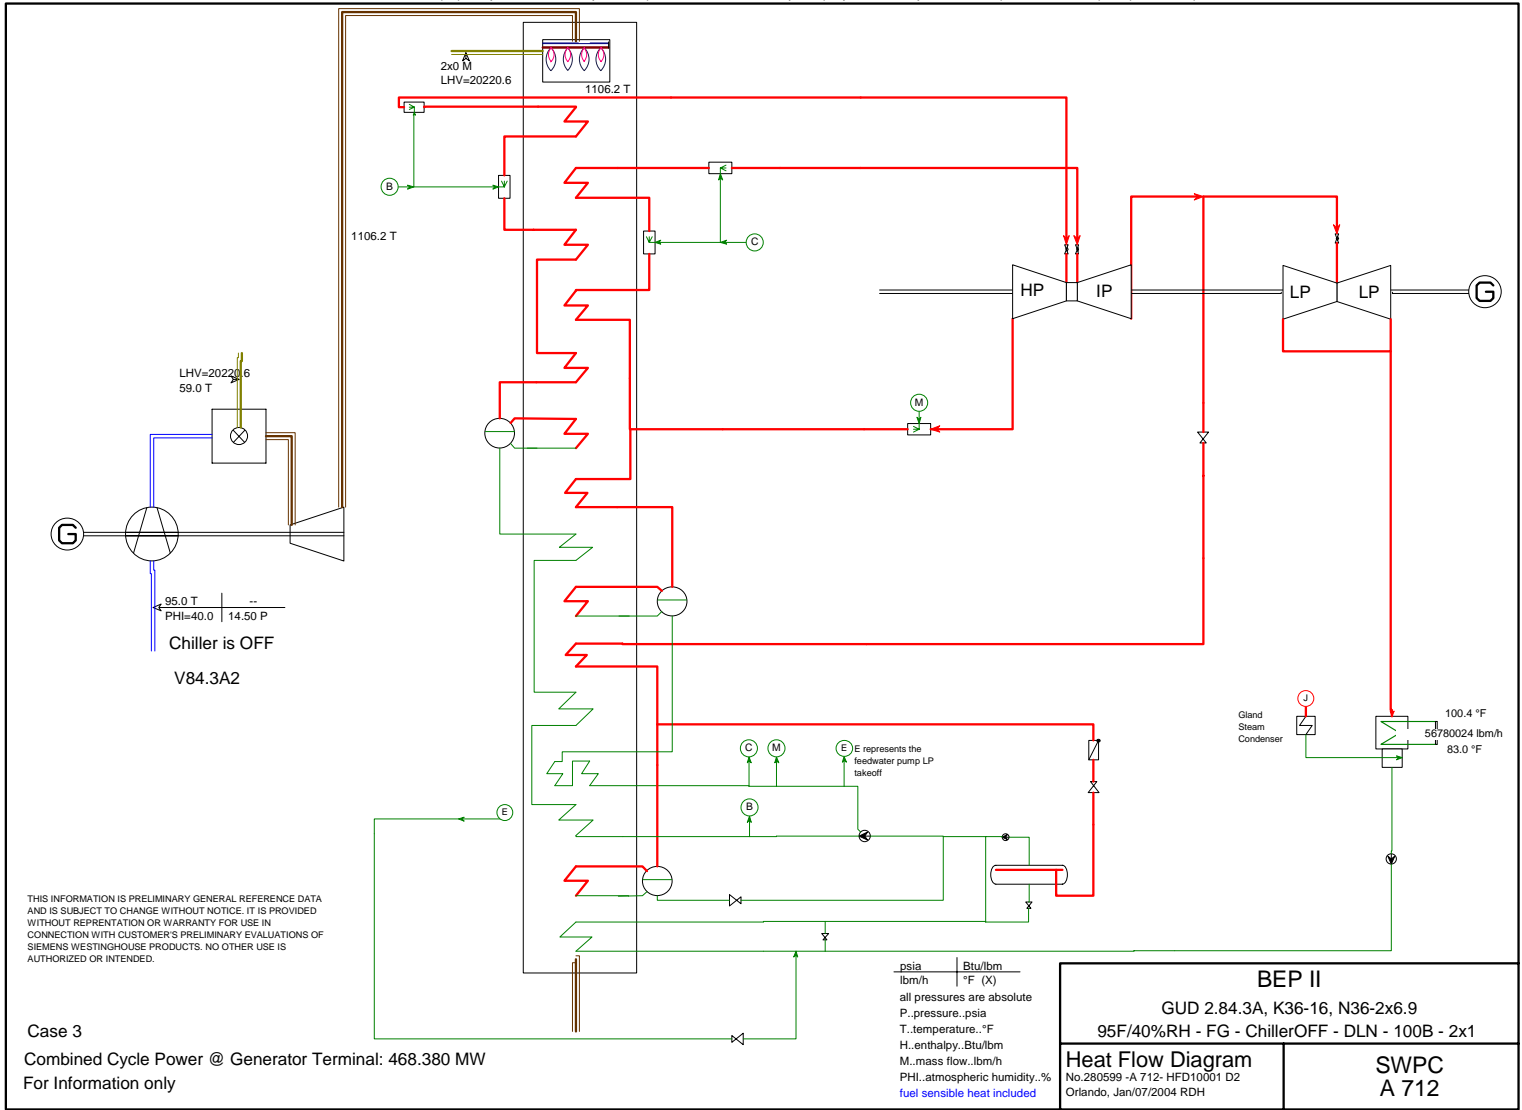 2x0 M
LHV=20220.6
1106.2 T
B
1106.2 T
C
HP
IP
LP
LP
G
LHV=20220.6
59.0 T
M
G
95.0 T
--
PHI=40.0
14.50 P
Chiller is OFF
V84.3A2
J
Gland
Steam
Condenser
100.4 °F
56780024 lbm/h
83.0 °F
C
M
E
E represents the
feedwater pump LP
takeoff
B
E
THIS INFORMATION IS PRELIMINARY GENERAL REFERENCE DATA
AND IS SUBJECT TO CHANGE WITHOUT NOTICE. IT IS PROVIDED
WITHOUT REPRENTATION OR WARRANTY FOR USE IN
CONNECTION WITH CUSTOMER'S PRELIMINARY EVALUATIONS OF
SIEMENS WESTINGHOUSE PRODUCTS. NO OTHER USE IS
AUTHORIZED OR INTENDED.
Case 3
Combined Cycle Power @ Generator Terminal: 468.380 MW
For Information only
psia
Btu/lbm
lbm/h
°F (X)
all pressures are absolute
P..pressure..psia
T..temperature..°F
H..enthalpy..Btu/lbm
M..mass flow..lbm/h
PHI..atmospheric humidity..%
fuel sensible heat included
BEP II
GUD 2.84.3A, K36-16, N36-2x6.9
95F/40%RH - FG - ChillerOFF - DLN - 100B - 2x1
Heat Flow Diagram
No.280599 -A 712- HFD10001 D2
Orlando, Jan/07/2004 RDH
SWPC
A 712